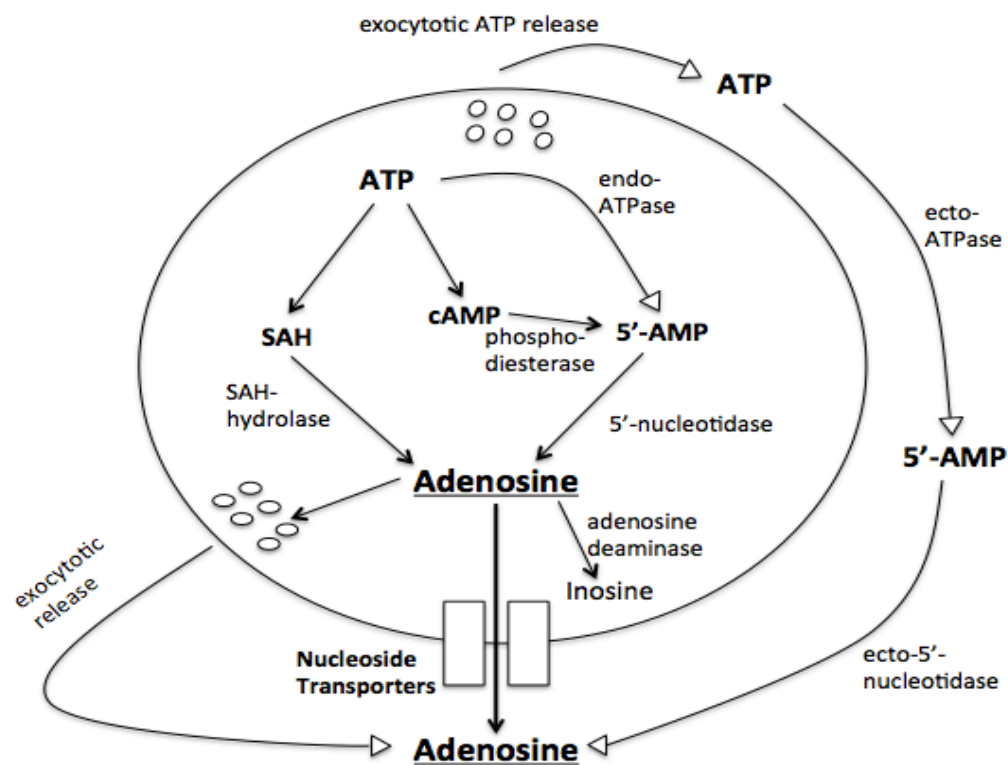 exocytotic ATP release
ATP
ATP
endo-
ATPase
ecto-
ATPase
SAH
cAMP
5’-AMP
phospho-
diesterase
SAH-
hydrolase
5’-nucleotidase
5’-AMP
Adenosine
adenosine
deaminase
Inosine
exocytotic
release
Nucleoside
Transporters
ecto-5’-
nucleotidase
Adenosine